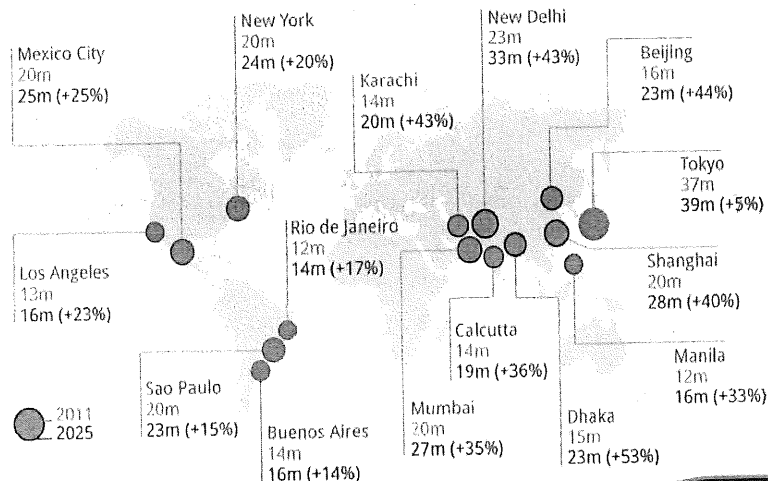 New York
20m
24m (+20%)
Mexico City
20m
25m (+25%)
Karachi
14m
20m (+43%)
New Delhi
23m
33m (+43%)
Beijing
16m
23m (+44%)
Tokyo
37m
39m (+5%)
Los Angeles
13m
16m (+23%)
Rio de Janeiro
12m
14m (+17%)
Shanghai
20m
28m (+40%)
Sao Paulo
20m
23m (+15%)
Buenos Aires
14m
16m (+14%)
Calcutta
14m
19m (+36%)
Mumbai
20m
27m (+35%)
Dhaka
15m
23m (+53%)
Manila
12m
16m (+33%)
2011
2025